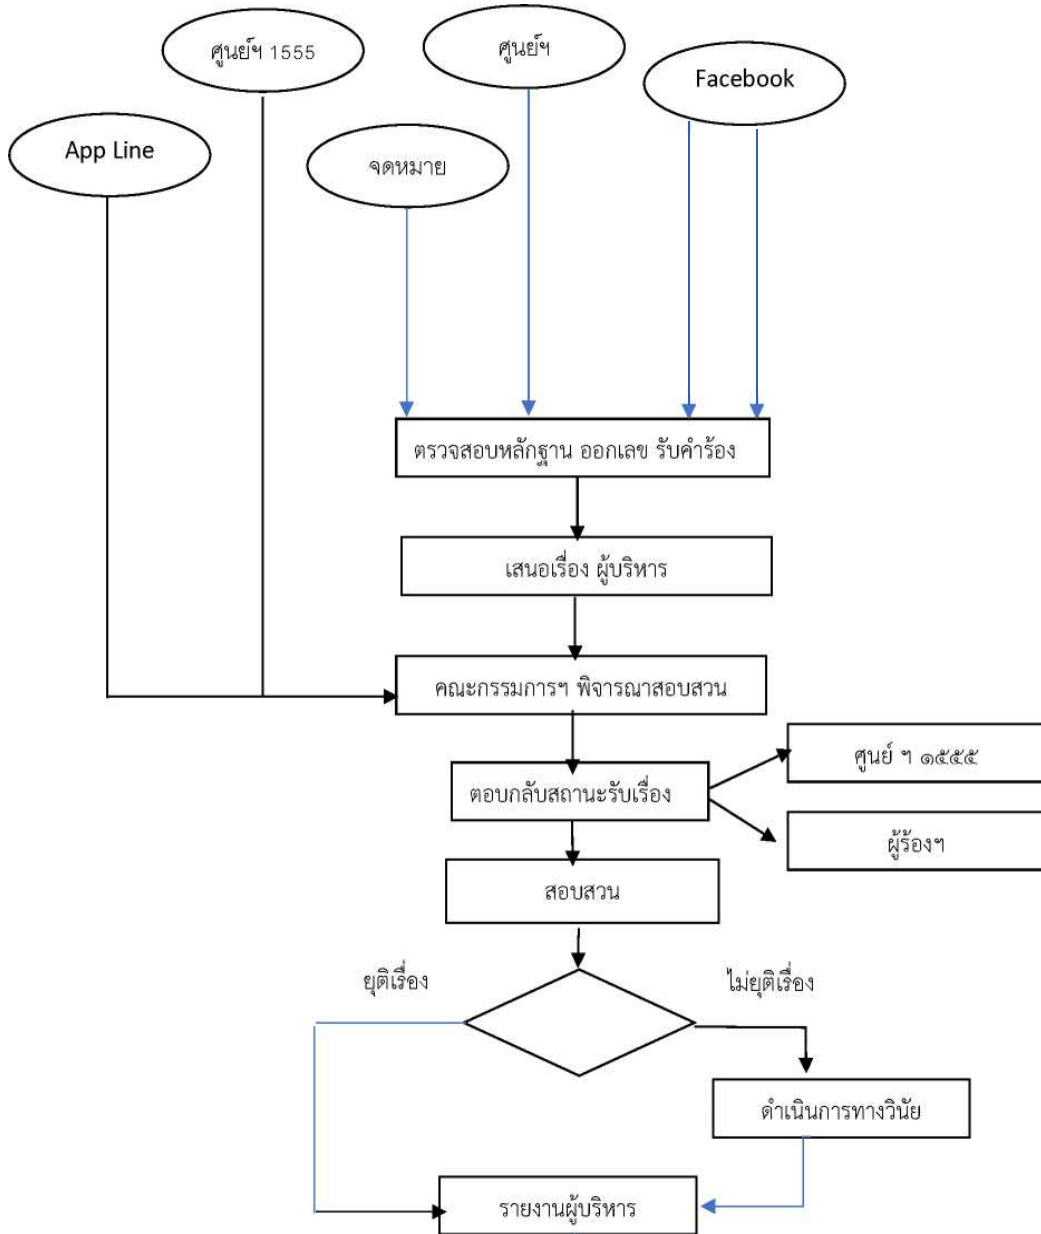 ศูนย์ฯ 1555
ศูนย์ฯ
Facebook
App Line
จดหมาย
ตรวจสอบหลักฐาน ออกเลข รับคำร้อง
เสนอเรื่อง ผู้บริหาร
คณะกรรมการฯ พิจารณาสอบสวน
ศูนย์ ฯ ๑๕๕๕
ตอบกลับสถานะรับเรื่อง
ผู้ร้องฯ
สอบสวน
ยุติเรื่อง
ไม่ยุติเรื่อง
ดำเนินการทางวินัย
รายงานผู้บริหาร